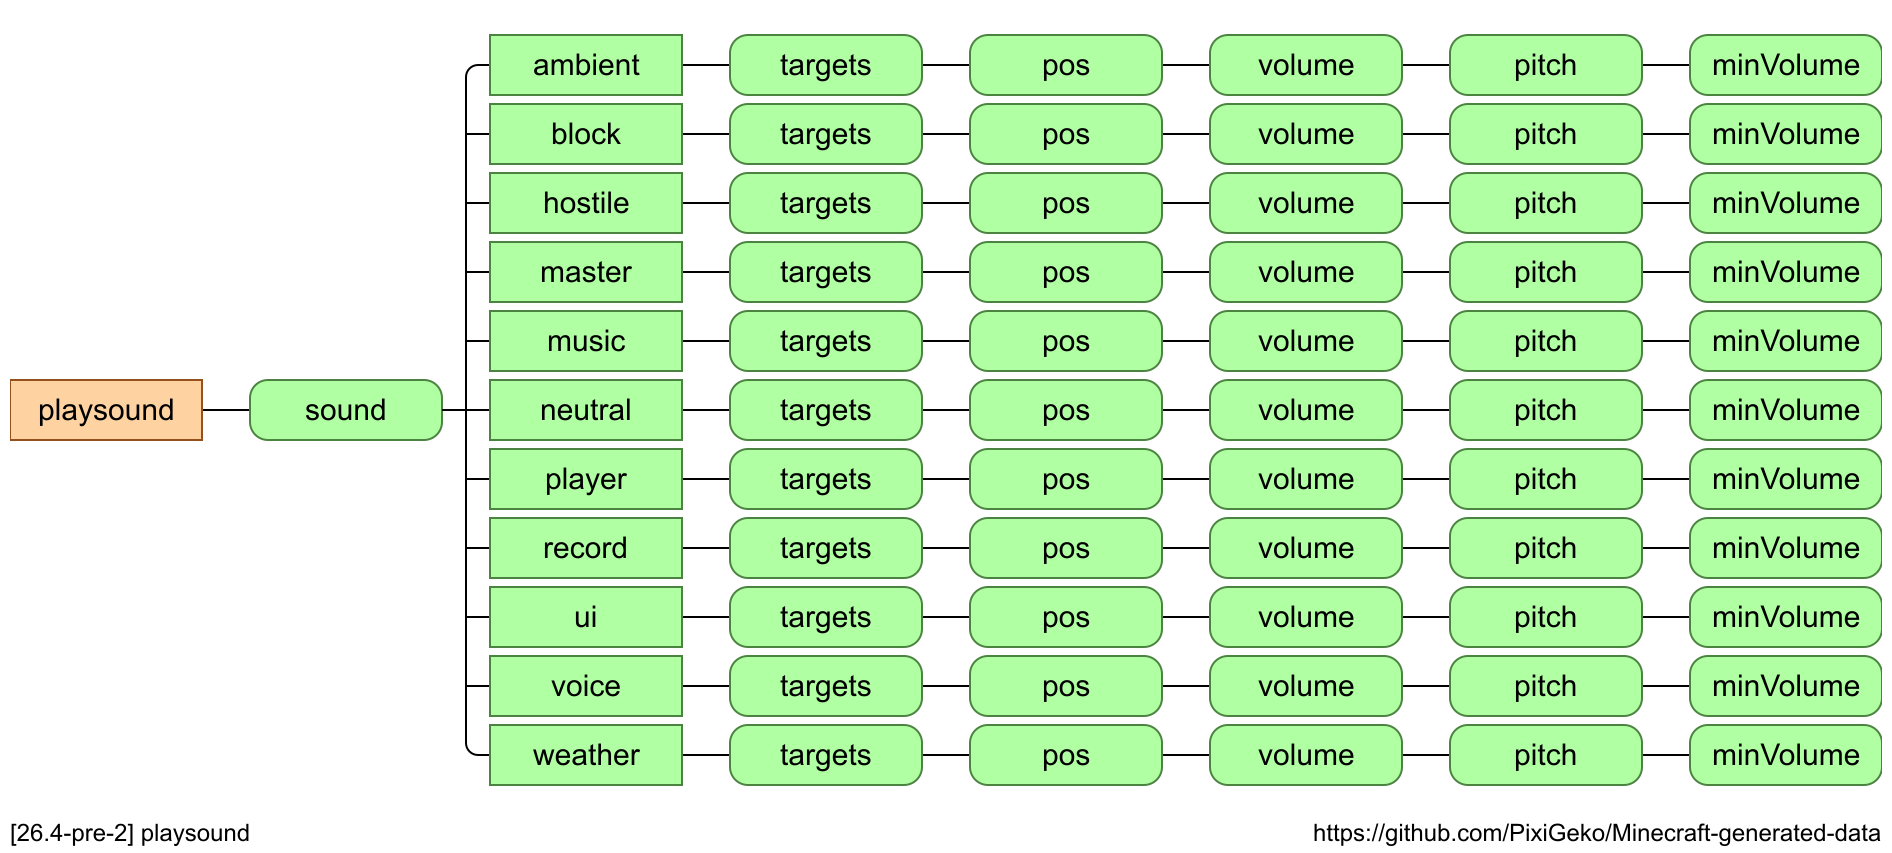 ambient targets pos volume pitch minVolume
block targets pos volume pitch minVolume
hostile targets pos volume pitch minVolume
master targets pos volume pitch minVolume
music targets pos volume pitch minVolume
playsound sound neutral targets pos volume pitch minVolume
player targets pos volume pitch minVolume
record targets pos volume pitch minVolume
ui targets pos volume pitch minVolume
voice targets pos volume pitch minVolume
weather targets pos volume pitch minVolume
[26.4-pre-2] playsound https://github.com/PixiGeko/Minecraft-generated-data